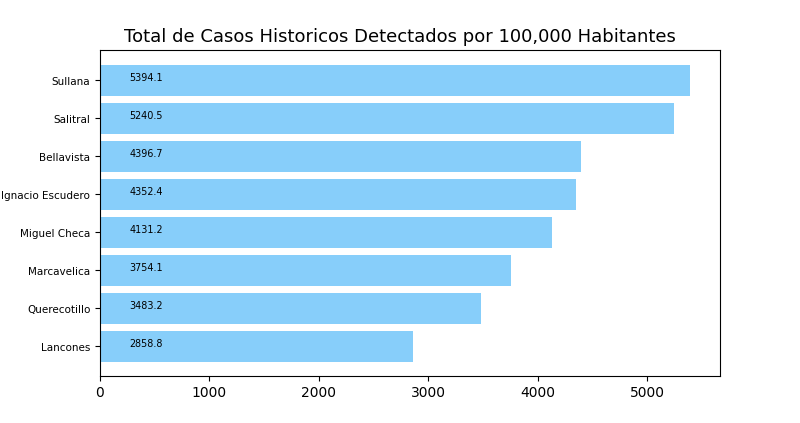 Total de Casos Historicos Detectados por 100,000 Habitantes
Sullana 5394.1
Salitral 5240.5
Bellavista 4396.7
Ignacio Escudero 4352.4
Miguel Checa 4131.2
Marcavelica 3754.1
Querecotillo 3483.2
Lancones 2858.8
0 1000 2000 3000 4000 5000